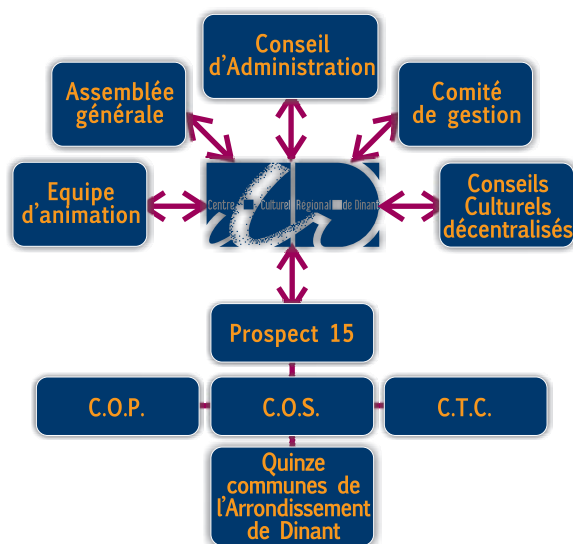 Conseil
d'Administration
Assemblée
générale
Comité
de gestion
Equipe
d'animation
Centre Culturel Regional de Dinant
Conseils
Culturels
décentralisés
Prospect 15
C.O.P.
C.O.S.
C.T.C.
Quinze
communes de
l'Arrondissement
de Dinant